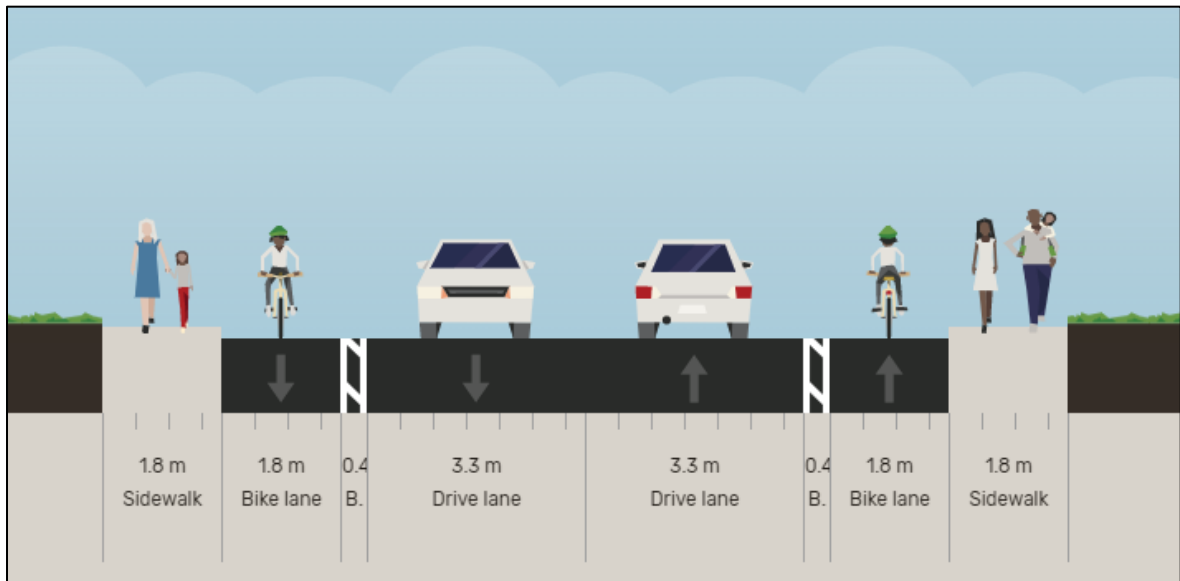 1.8 m
Sidewalk
1.8 m
Bike lane
0.4
B.
3.3 m
Drive lane
3.3 m
Drive lane
0.4
B.
1.8 m
Bike lane
1.8 m
Sidewalk